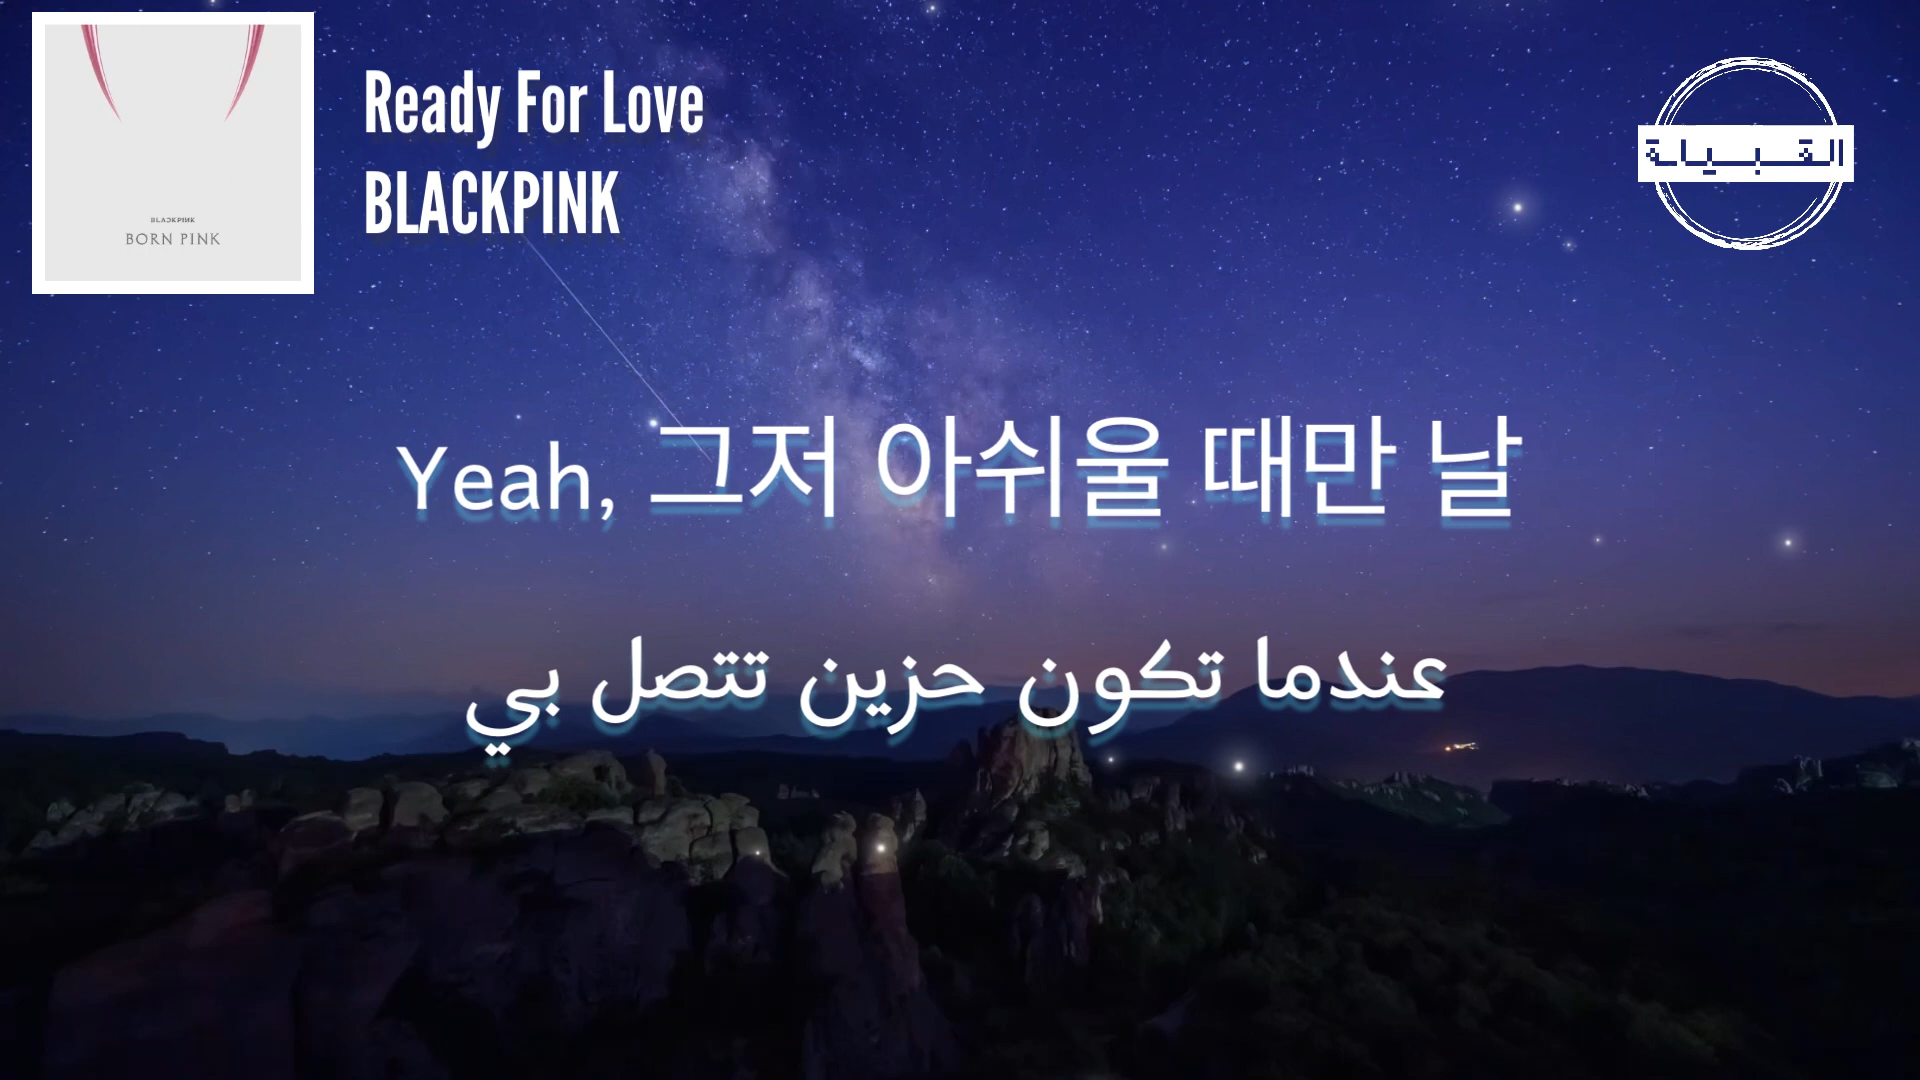 Ready For Love
BLACKPINK
BLACKPINK
BORN PINK
القبيلة
Yeah, 그저 아쉬울 때만 날
عندما تكون حزين تتصل بي